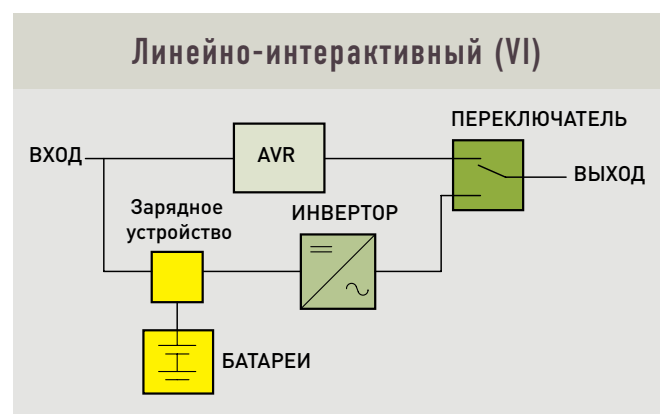 Линейно-интерактивный (VI)
ПЕРЕКЛЮЧАТЕЛЬ
ВХОД
AVR
ВЫХОД
Зарядное
устройство
ИНВЕРТОР
БАТАРЕИ